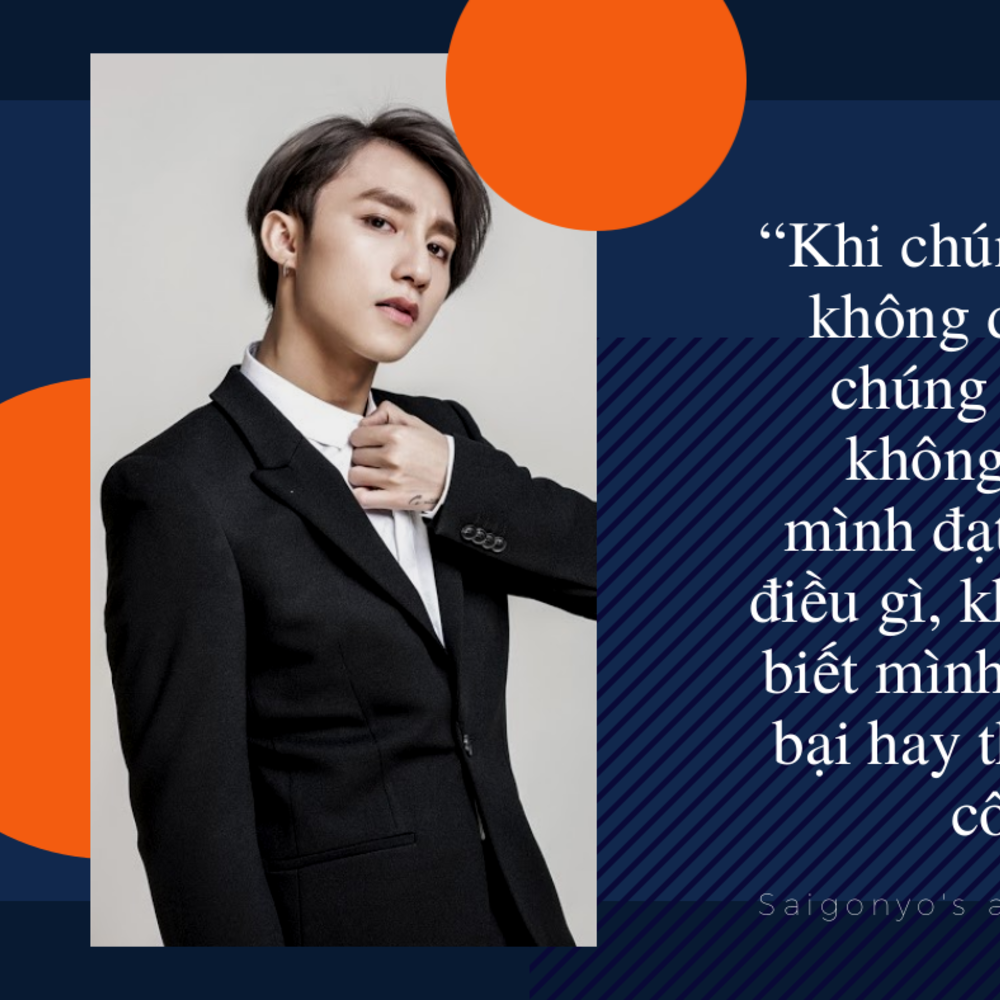 “Khi chún
không
chúng
không
mình đạt
điều gì, kh
biết mình
bại hay th
cô
Saigonyo's a